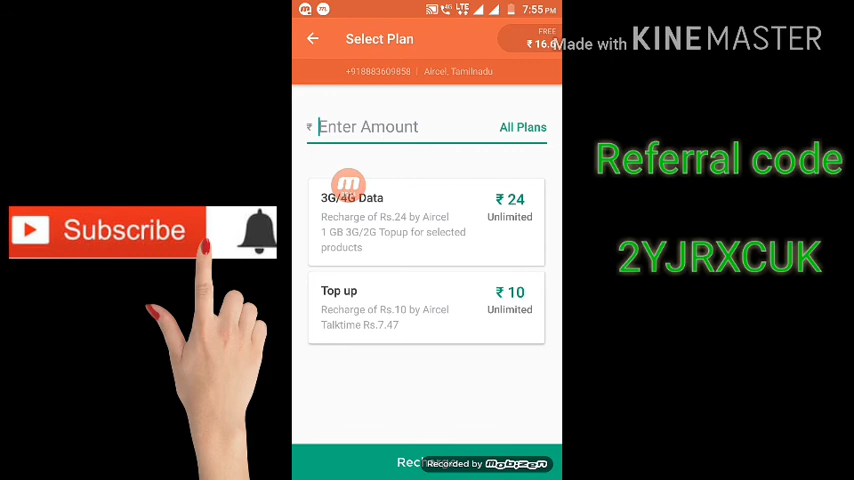 LTE
7:55 PM
Select Plan
FREE
₹ 16.
Made with KINEMASTER
+918883609858 | Aircel, Tamilnadu
₹ Enter Amount
All Plans
Referral code
2YJRXCUK
Subscribe
3G/4G Data
₹ 24
Recharge of Rs.24 by Aircel
Unlimited
1 GB 3G/2G Topup for selected
products
Top up
₹ 10
Recharge of Rs.10 by Aircel
Unlimited
Talktime Rs.7.47
Recorded by mobizen